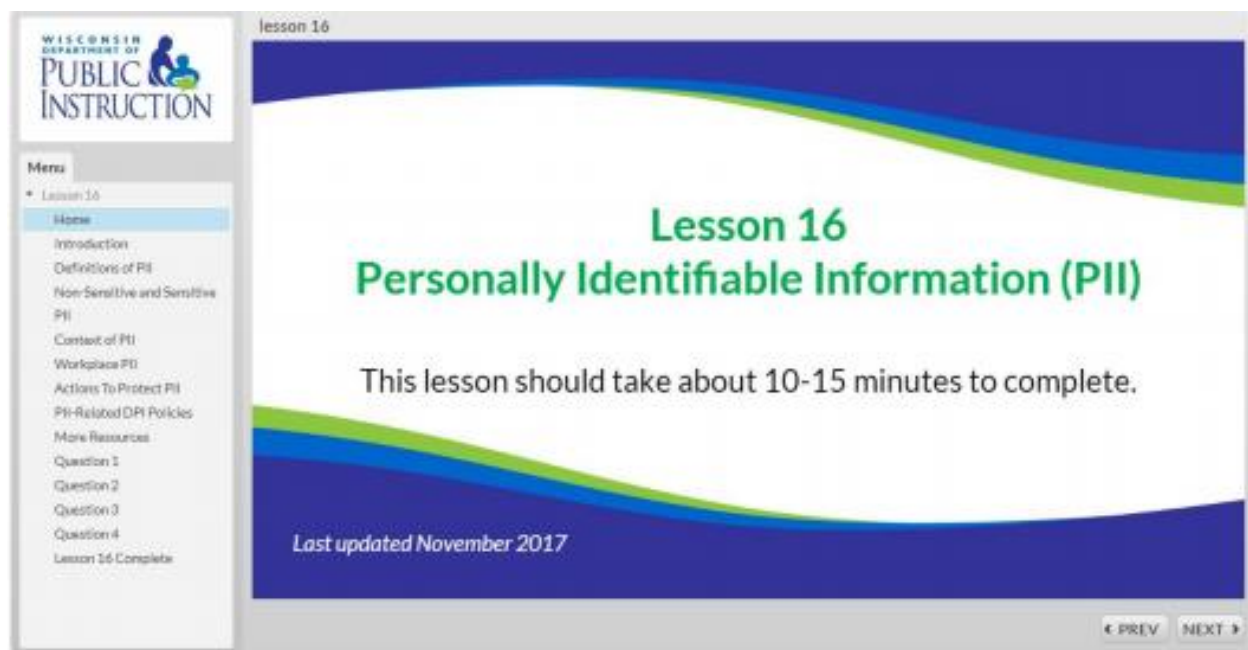 WISCONSIN
DEPARTMENT OF
PUBLIC
INSTRUCTION
Menu
Lesson 16
Home
Introduction
Definitions of PII
Non-Sensitive and Sensitive
PII
Context of PII
Workplace PII
Actions To Protect PII
PII-Related DPI Policies
More Resources
Question 1
Question 2
Question 3
Question 4
Lesson 16 Complete
lesson 16
Lesson 16
Personally Identifiable Information (PII)
This lesson should take about 10-15 minutes to complete.
Last updated November 2017
PREV NEXT